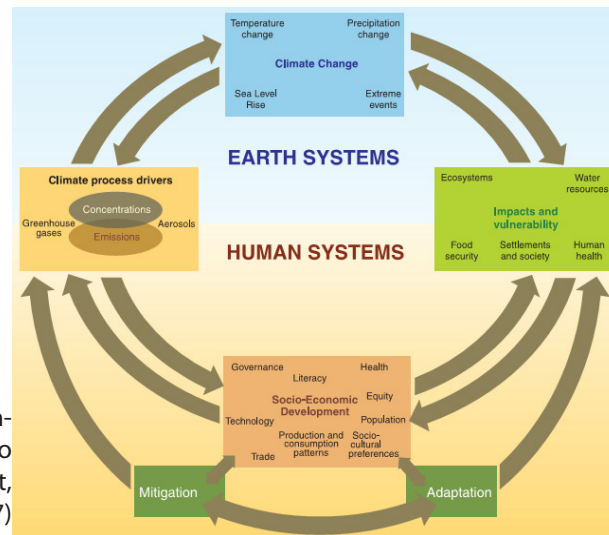 Temperature
change
Precipitation
change
Climate Change
Sea Level
Rise
Extreme
events
EARTH SYSTEMS
Climate process drivers
Concentrations
Greenhouse
gases
Aerosols
Emissions
Ecosystems
Water
resources
Impacts and
vulnerability
Food
security
Settlements
and society
Human
health
HUMAN SYSTEMS
Governance
Literacy
Health
Socio-Economic
Development
Equity
Technology
Population
Production and
consumption
patterns
Socio-
cultural
preferences
Trade
Mitigation
Adaptation
n-
o
t,
7)